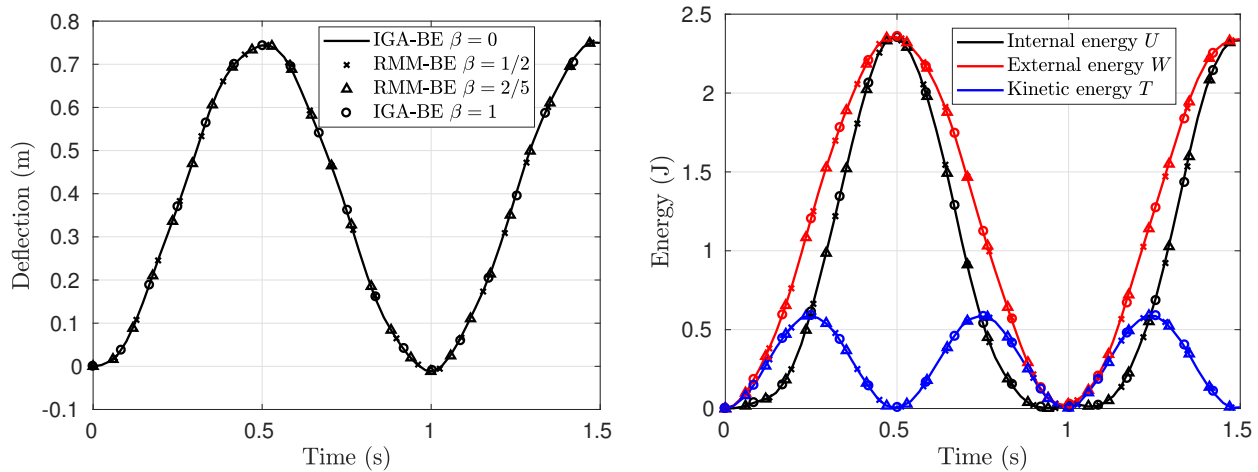 0.8
0.7
0.6
0.5
0.4
0.3
0.2
0.1
0
-0.1
Deflection (m)
0
0.5
1
1.5
Time (s)
IGA-BE β = 0
RMM-BE β = 1/2
RMM-BE β = 2/5
IGA-BE β = 1
2.5
2
1.5
1
0.5
0
Energy (J)
0
0.5
1
1.5
Time (s)
Internal energy U
External energy W
Kinetic energy T